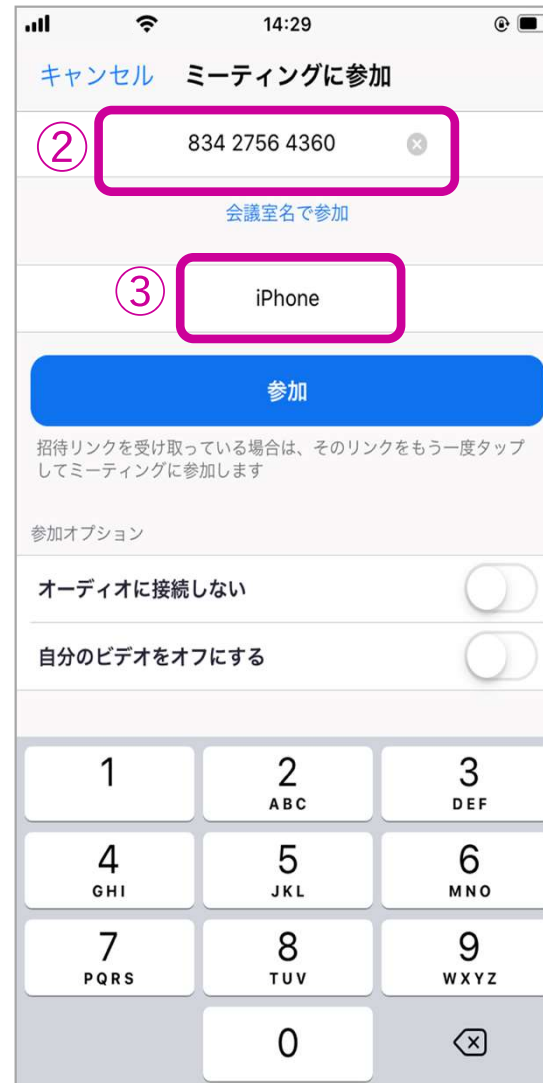 14:29
キャンセル ミーティングに参加
② 834 2756 4360
会議室名で参加
③ iPhone
参加
招待リンクを受け取っている場合は、そのリンクをもう一度タップ
してミーティングに参加します
参加オプション
オーディオに接続しない
自分のビデオをオフにする
1 2 3
ABC DEF
4 5 6
GHI JKL MNO
7 8 9
PQRS TUV WXYZ
0